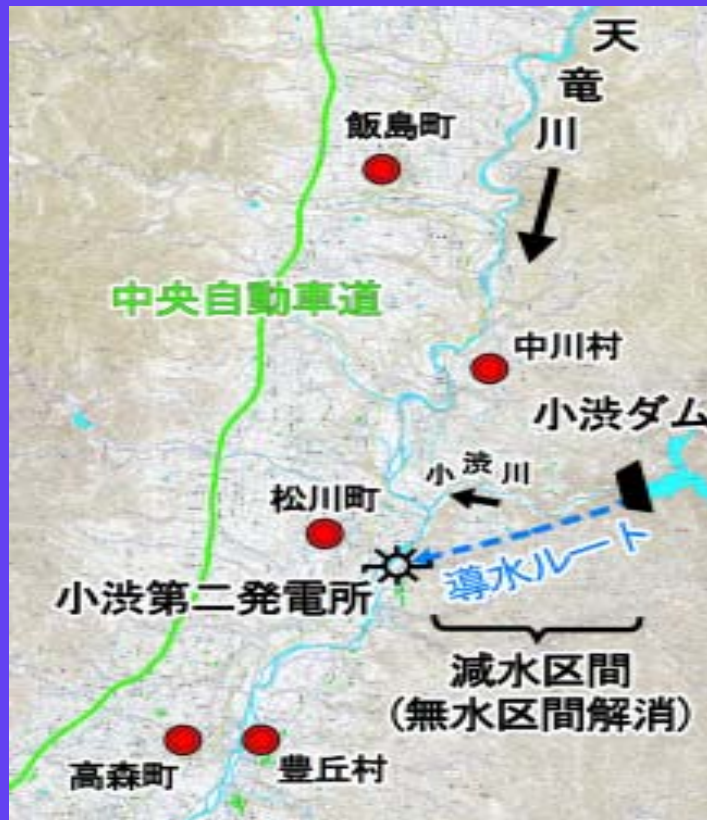 天竜川
飯島町
中央自動車道
中川村
小渋ダム
小渋川
松川町
導水ルート
小渋第二発電所
減水区間
(無水区間解消)
高森町
豊丘村